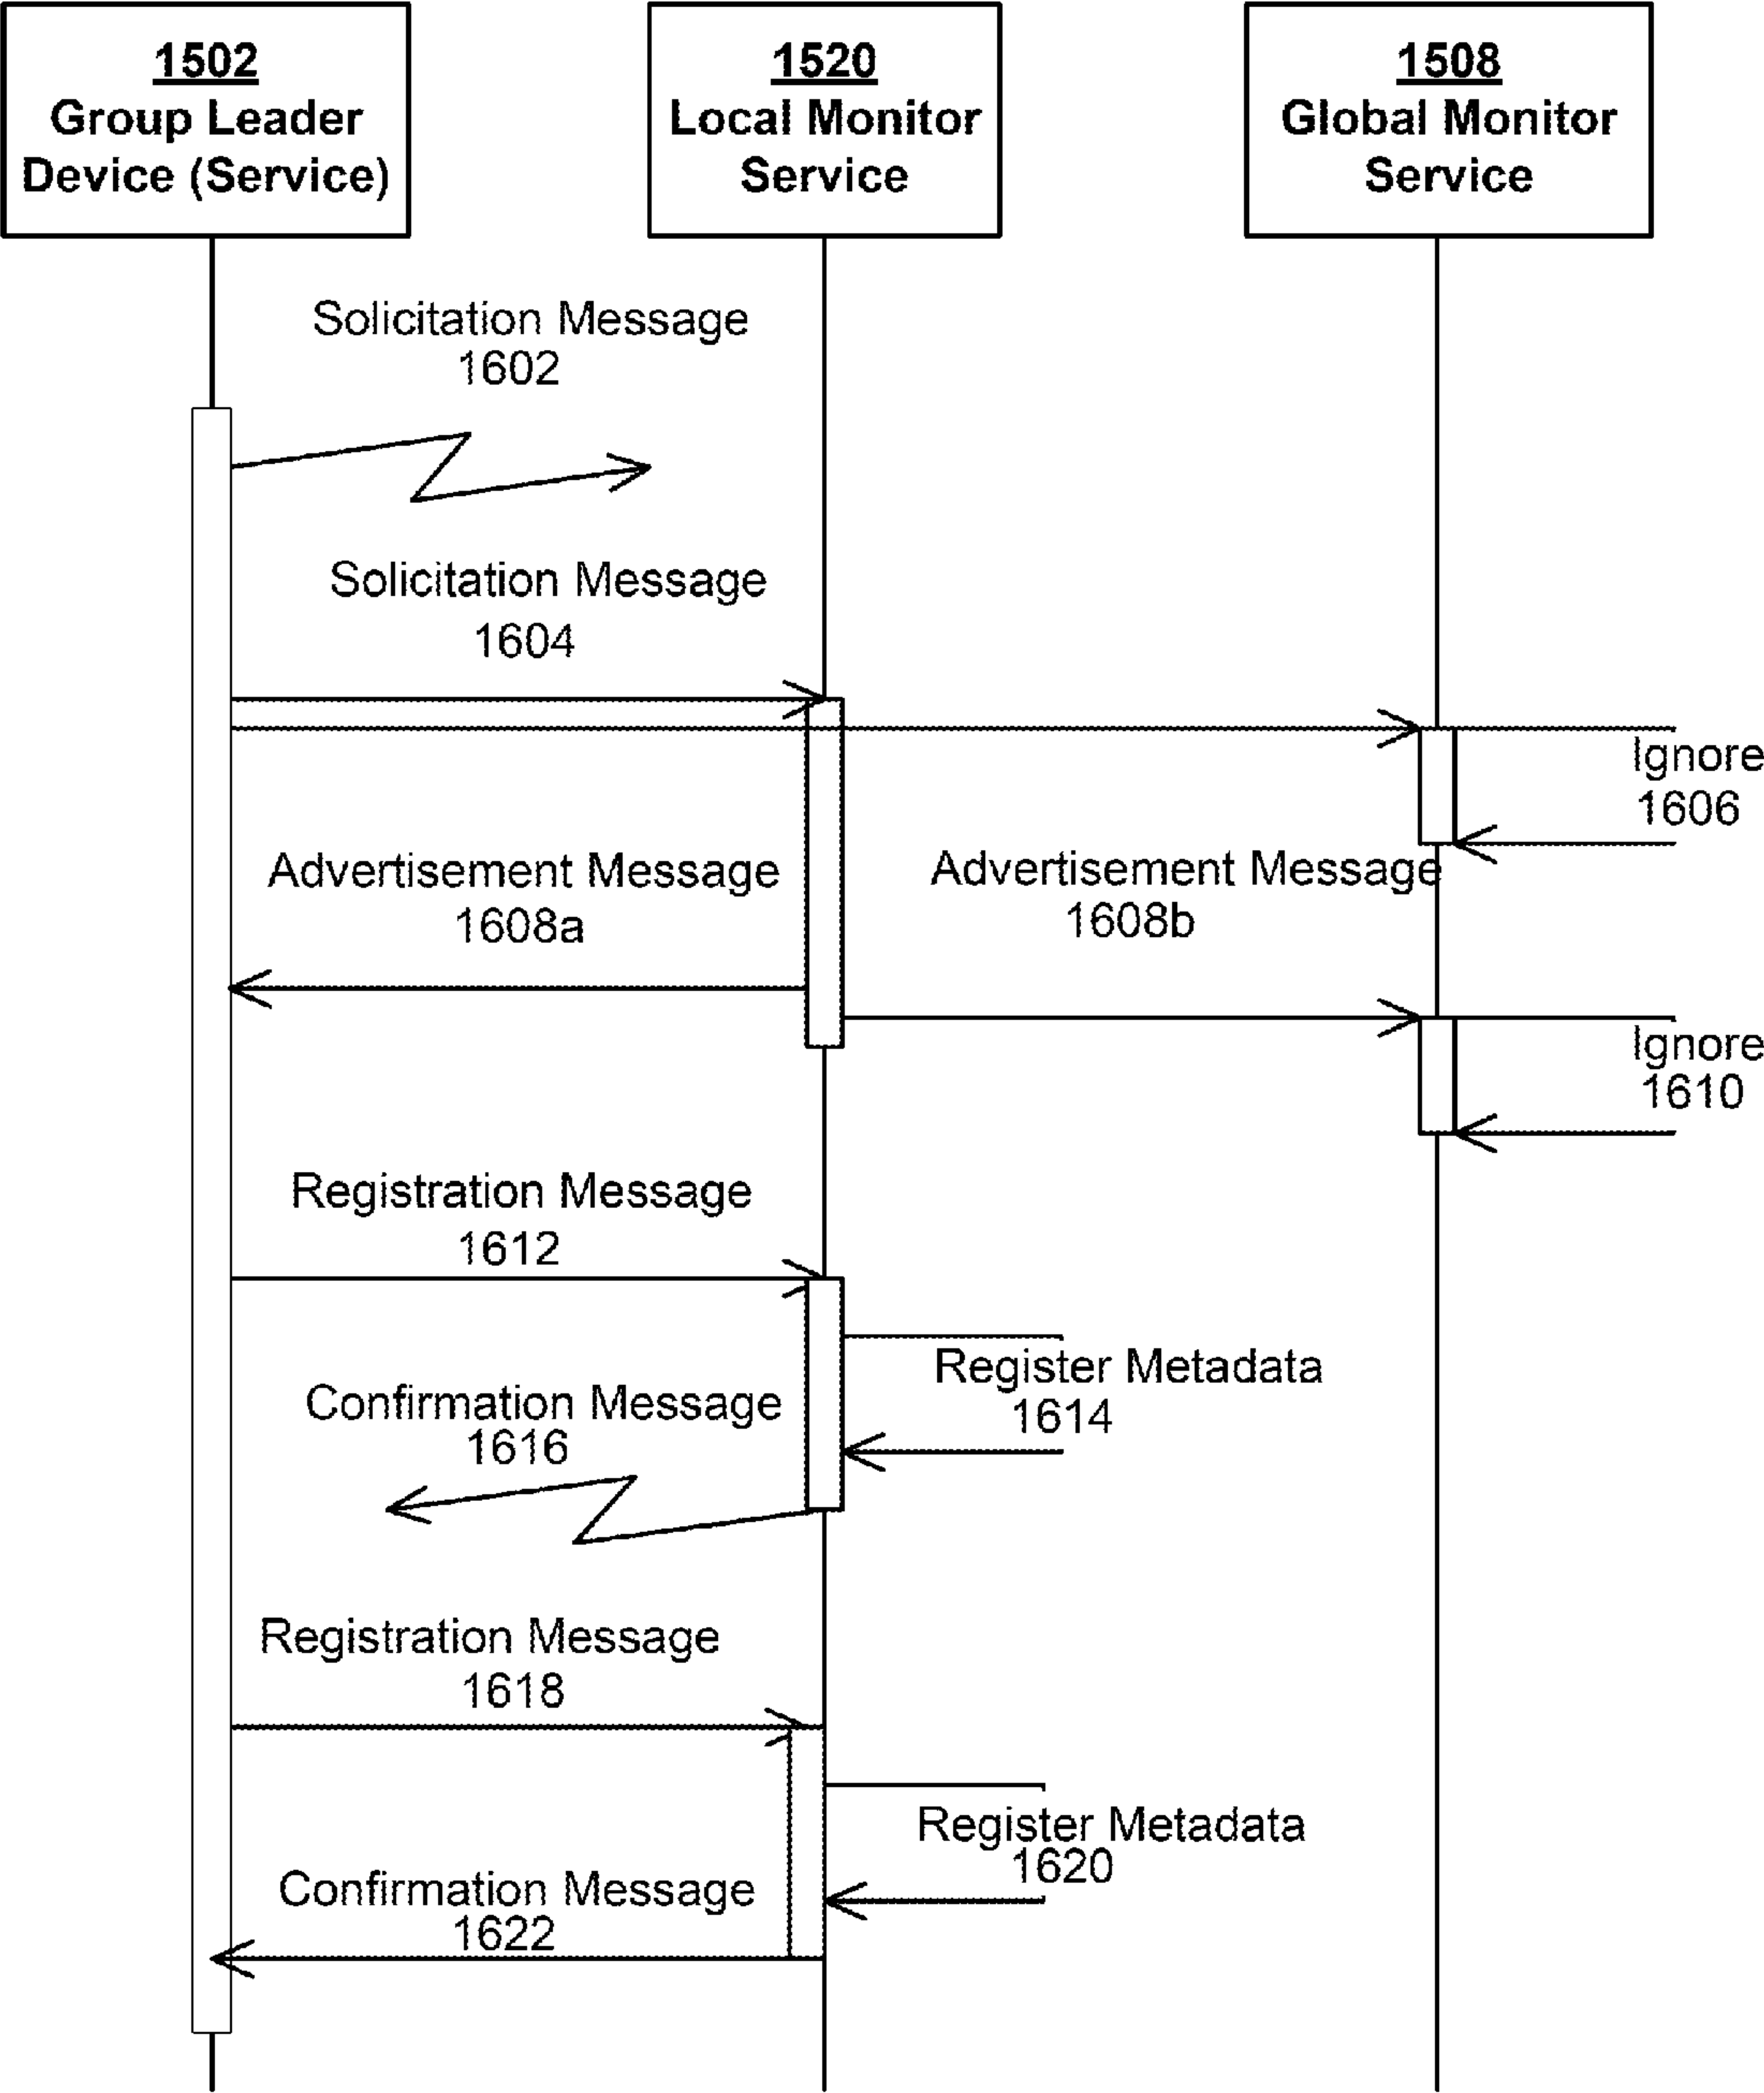 1502
Group Leader
Device (Service)
1520
Local Monitor
Service
1508
Global Monitor
Service
Solicitation Message
1602
Solicitation Message
1604
Ignore
1606
Advertisement Message
1608a
Advertisement Message
1608b
Ignore
1610
Registration Message
1612
Register Metadata
1614
Confirmation Message
1616
Registration Message
1618
Register Metadata
1620
Confirmation Message
1622